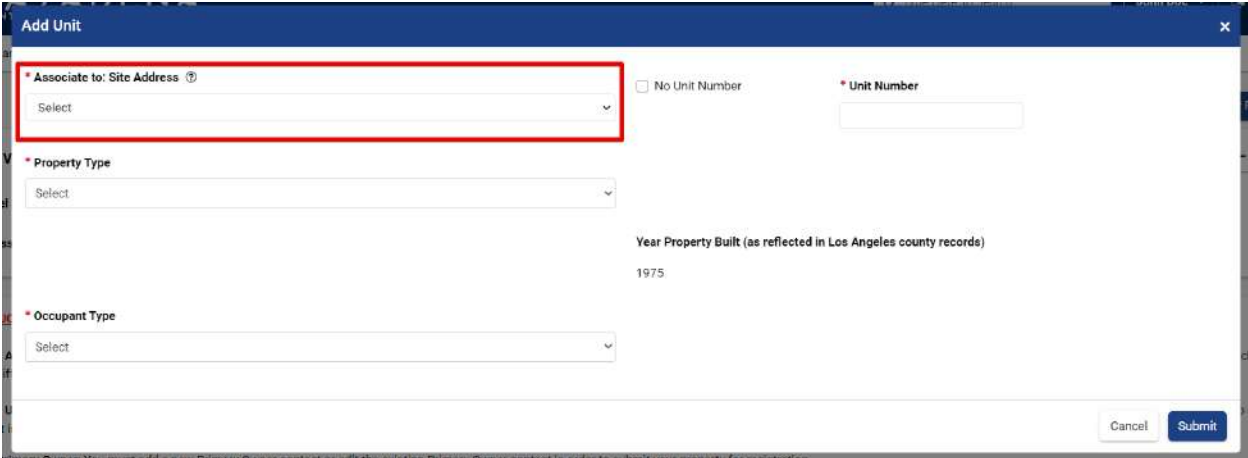 Add Unit
×
* Associate to: Site Address ?
Select
No Unit Number
* Unit Number
* Property Type
Select
Year Property Built (as reflected in Los Angeles county records)
1975
* Occupant Type
Select
Cancel
Submit